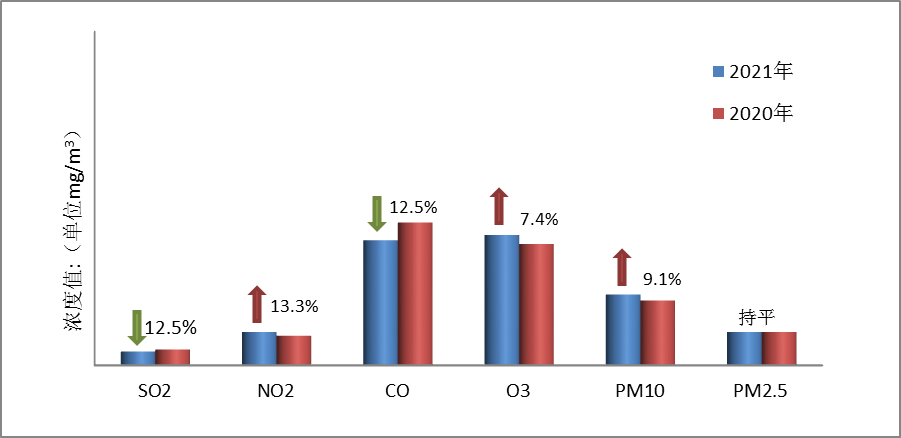 2021年
2020年
浓度值:（单位mg/m³）
12.5%
13.3%
12.5%
7.4%
9.1%
持平
SO2
NO2
CO
O3
PM10
PM2.5